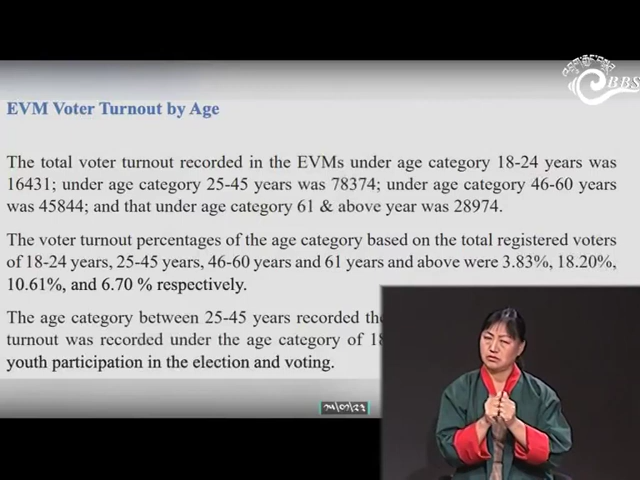 BBS
EVM Voter Turnout by Age
The total voter turnout recorded in the EVMs under age category 18-24 years was
16431; under age category 25-45 years was 78374; under age category 46-60 years
was 45844; and that under age category 61 & above year was 28974.
The voter turnout percentages of the age category based on the total registered voters
of 18-24 years, 25-45 years, 46-60 years and 61 years and above were 3.83%, 18.20%,
10.61%, and 6.70 % respectively.
The age category between 25-45 years recorded the
turnout was recorded under the age category of 18
youth participation in the election and voting.